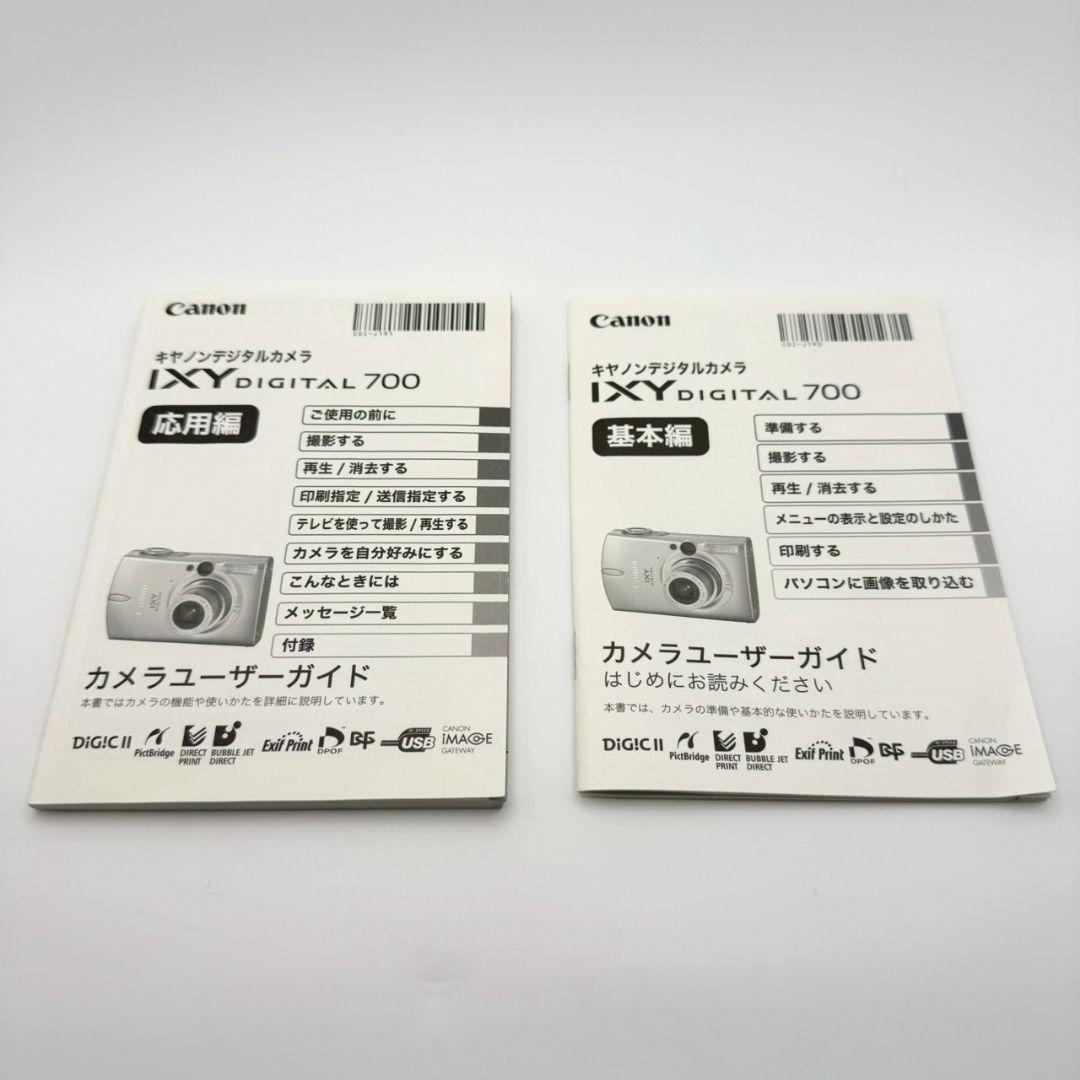 Canon
CDI-J191
キヤノンデジタルカメラ
IXY DIGITAL 700
応用編
ご使用の前に
撮影する
再生 / 消去する
印刷指定 / 送信指定する
テレビを使って撮影 / 再生する
カメラを自分好みにする
こんなときには
メッセージ一覧
付録
Canon
IXY
カメラユーザーガイド
本書ではカメラの機能や使いかたを詳細に説明しています。
DIGIC II
PictBridge
DIRECT PRINT
BUBBLE JET DIRECT
Exif Print
DPOF
USB
CANON iMAGE GATEWAY
Canon
CDI-J190
キヤノンデジタルカメラ
IXY DIGITAL 700
基本編
準備する
撮影する
再生 / 消去する
メニューの表示と設定のしかた
印刷する
パソコンに画像を取り込む
Canon
IXY
カメラユーザーガイド
はじめにお読みください
本書では、カメラの準備や基本的な使いかたを説明しています。
DIGIC II
PictBridge
DIRECT PRINT
BUBBLE JET DIRECT
Exif Print
DPOF
USB
CANON iMAGE GATEWAY